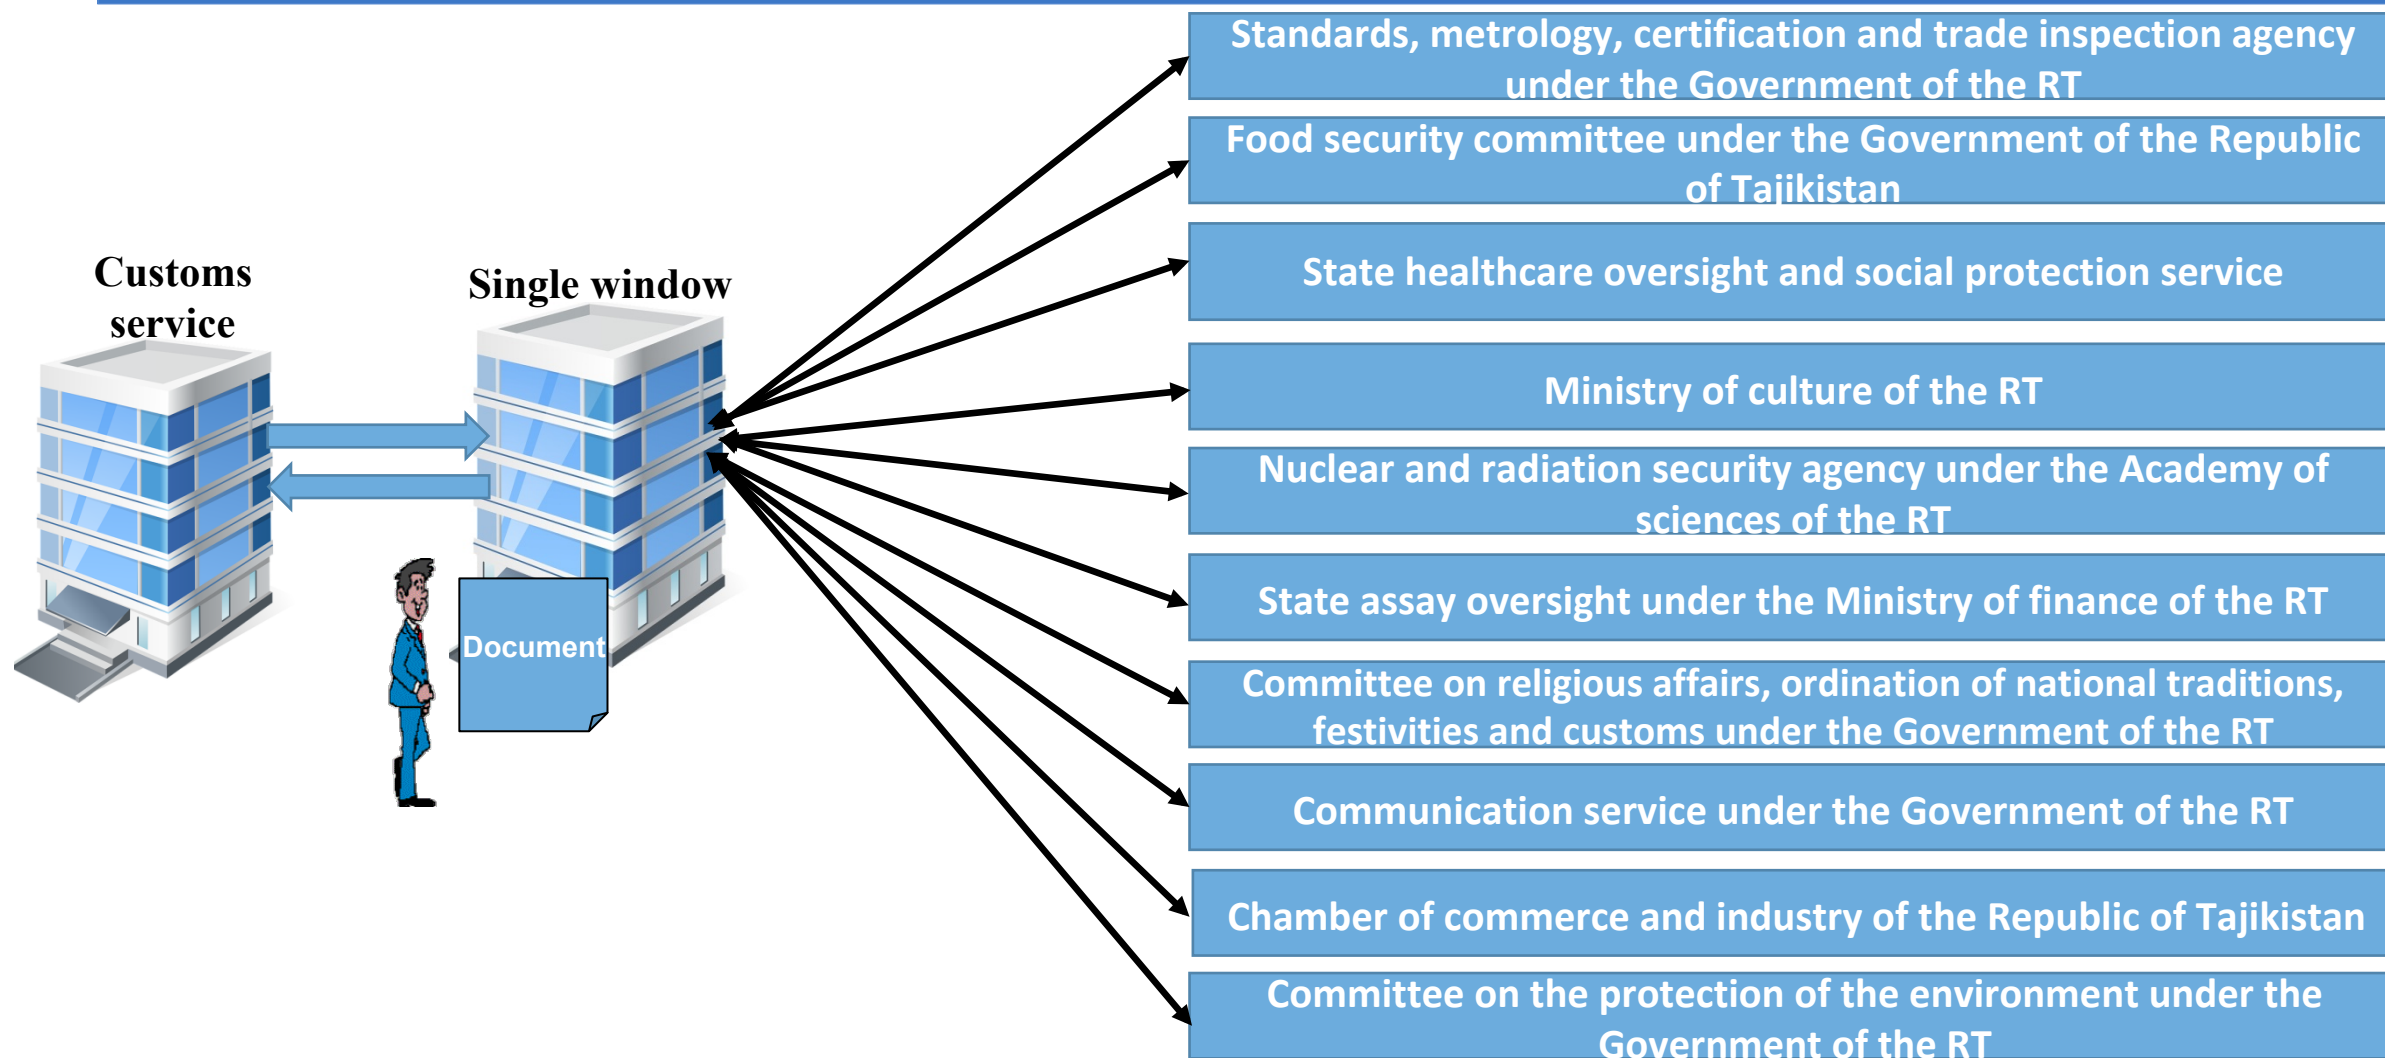 Customs
service
Single window
Document
Standards, metrology, certification and trade inspection agency
under the Government of the RT
Food security committee under the Government of the Republic
of Tajikistan
State healthcare oversight and social protection service
Ministry of culture of the RT
Nuclear and radiation security agency under the Academy of
sciences of the RT
State assay oversight under the Ministry of finance of the RT
Committee on religious affairs, ordination of national traditions,
festivities and customs under the Government of the RT
Communication service under the Government of the RT
Chamber of commerce and industry of the Republic of Tajikistan
Committee on the protection of the environment under the
Government of the RT